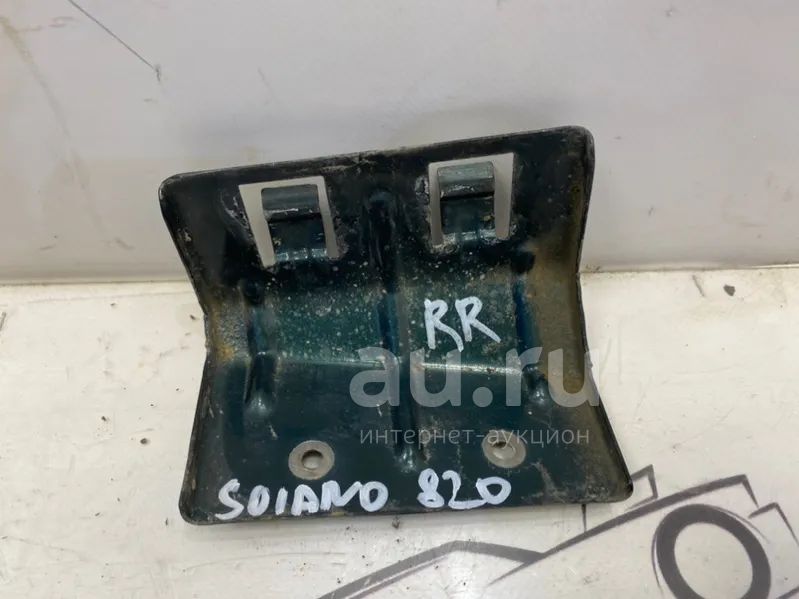 RR
au.ru
интернет-аукцион
SOIANO 820